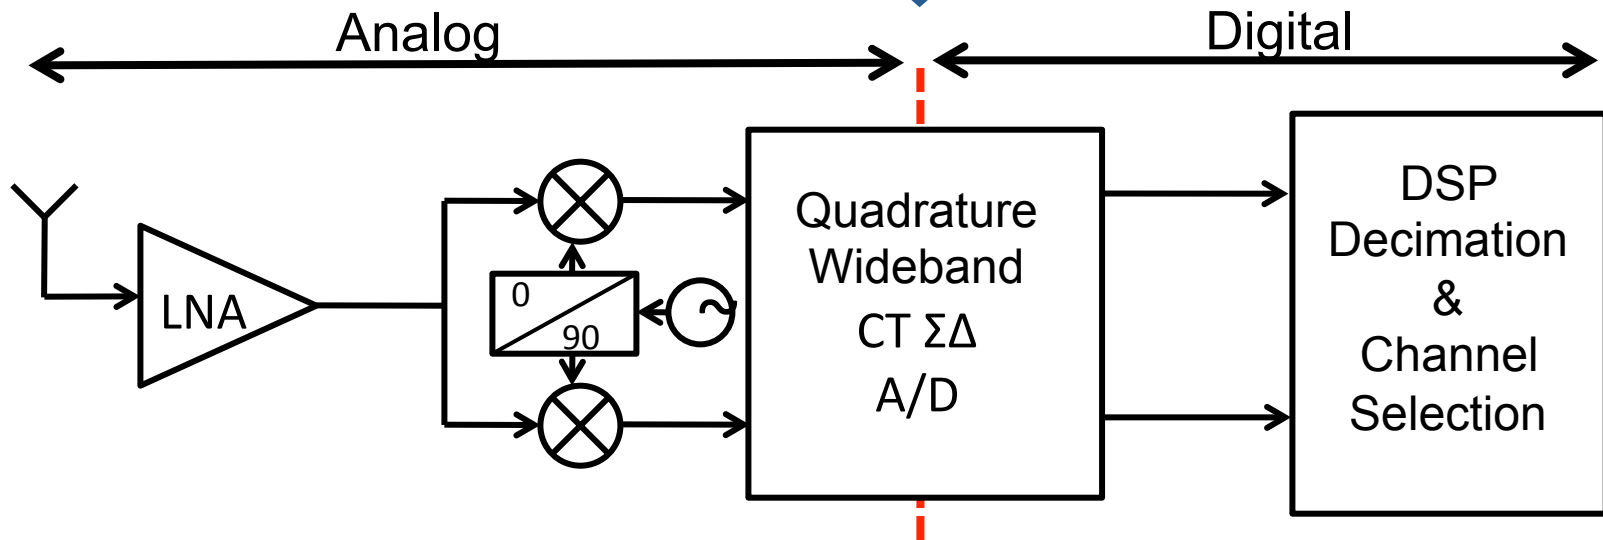 Analog
Digital
LNA
0
90
Quadrature
Wideband
CT ΣΔ
A/D
DSP
Decimation
&
Channel
Selection